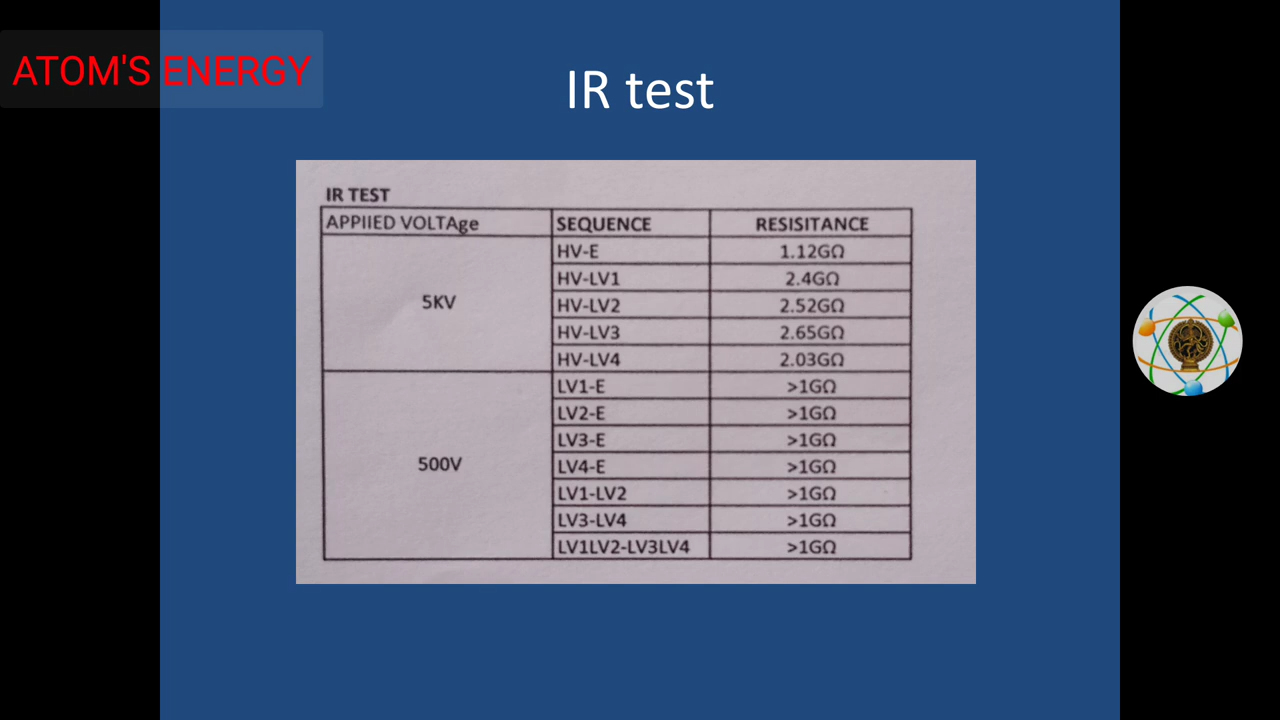 ATOM'S ENERGY
IR test
IR TEST
APPIIED VOLTAge SEQUENCE RESISITANCE
5KV HV-E 1.12GΩ
HV-LV1 2.4GΩ
HV-LV2 2.52GΩ
HV-LV3 2.65GΩ
HV-LV4 2.03GΩ
500V LV1-E >1GΩ
LV2-E >1GΩ
LV3-E >1GΩ
LV4-E >1GΩ
LV1-LV2 >1GΩ
LV3-LV4 >1GΩ
LV1LV2-LV3LV4 >1GΩ